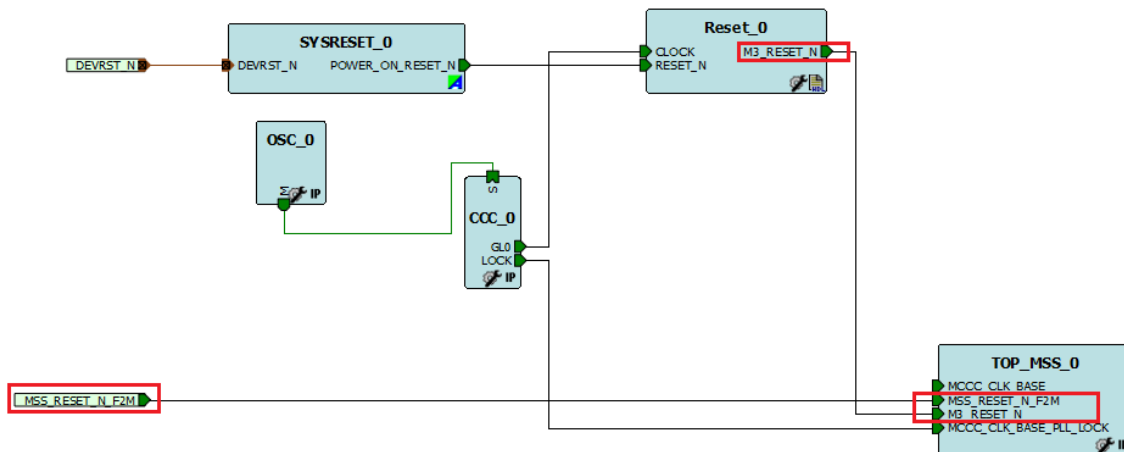 SYSRESET_0
DEVRST_N
DEVRST_N POWER_ON_RESET_N
Reset_0
CLOCK M3_RESET_N
RESET_N
OSC_0
IP
S
CCC_0
GL0
LOCK
IP
MSS_RESET_N_F2M
TOP_MSS_0
MCCC_CLK_BASE
MSS_RESET_N_F2M
M3_RESET_N
MCCC_CLK_BASE_PLL_LOCK